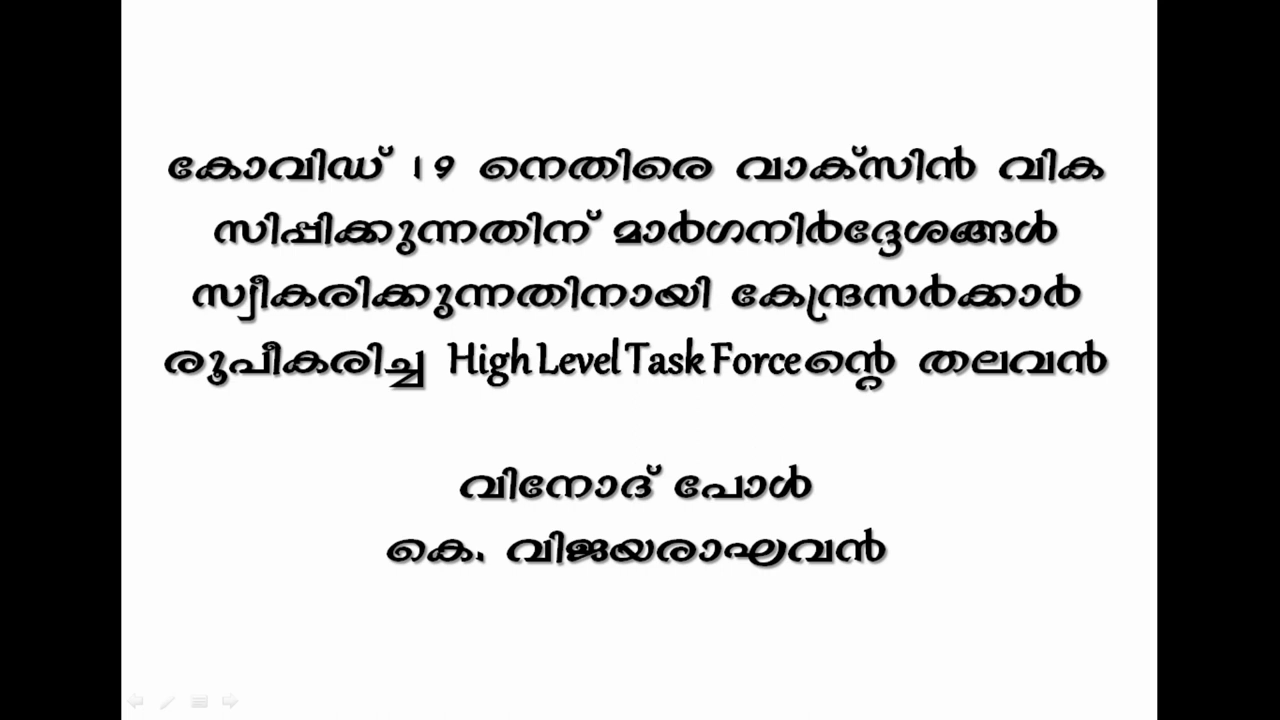 കോവിഡ് 19 നെതിരെ വാക്സിൻ വിക
സിപ്പിക്കുന്നതിന് മാർഗനിർദ്ദേശങ്ങൾ
സ്വീകരിക്കുന്നതിനായി കേന്ദ്രസർക്കാർ
രൂപീകരിച്ച High Level Task Forceന്റെ തലവൻ
വിനോദ് പോൾ
കെ. വിജയരാഘവൻ